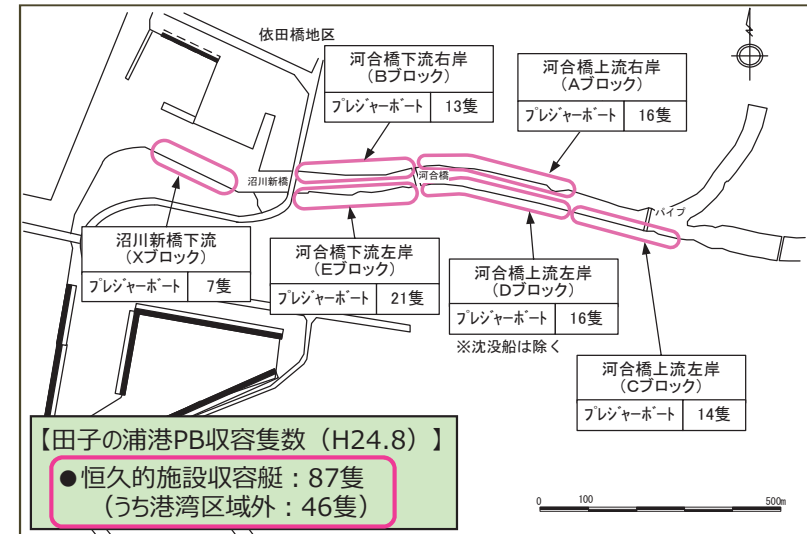 依田橋地区
河合橋下流右岸
(Bブロック)
プレジャーボート 13隻
河合橋上流右岸
(Aブロック)
プレジャーボート 16隻
沼川新橋
河合橋
パイプ
沼川新橋下流
(Xブロック)
プレジャーボート 7隻
河合橋下流左岸
(Eブロック)
プレジャーボート 21隻
河合橋上流左岸
(Dブロック)
プレジャーボート 16隻
※沈没船は除く
河合橋上流左岸
(Cブロック)
プレジャーボート 14隻
【田子の浦港PB収容隻数（H24.8）】
●恒久的施設収容艇：87隻
（うち港湾区域外：46隻）
0 100 500m